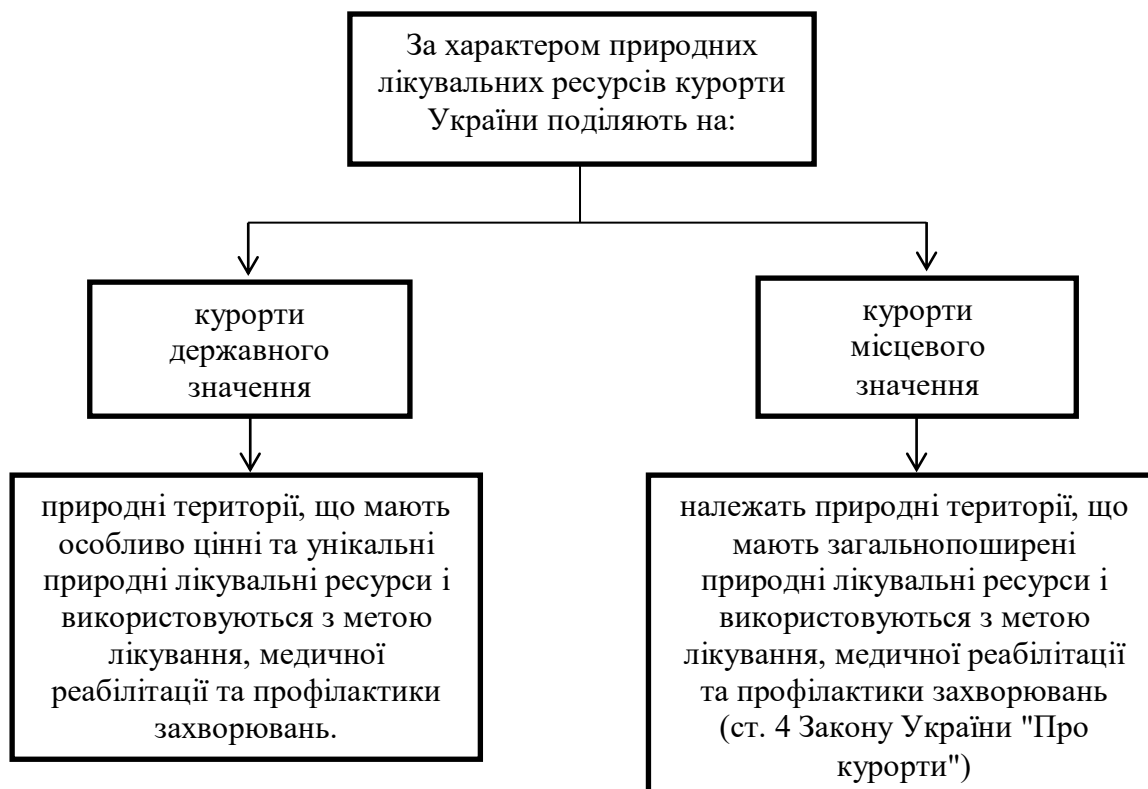 За характером природних
лікувальних ресурсів курорти
України поділяють на:
курорти
державного
значення
курорти
місцевого
значення
природні території, що мають
особливо цінні та унікальні
природні лікувальні ресурси і
використовуються з метою
лікування, медичної
реабілітації та профілактики
захворювань.
належать природні території, що
мають загальнопоширені
природні лікувальні ресурси і
використовуються з метою
лікування, медичної реабілітації
та профілактики захворювань
(ст. 4 Закону України "Про
курорти")